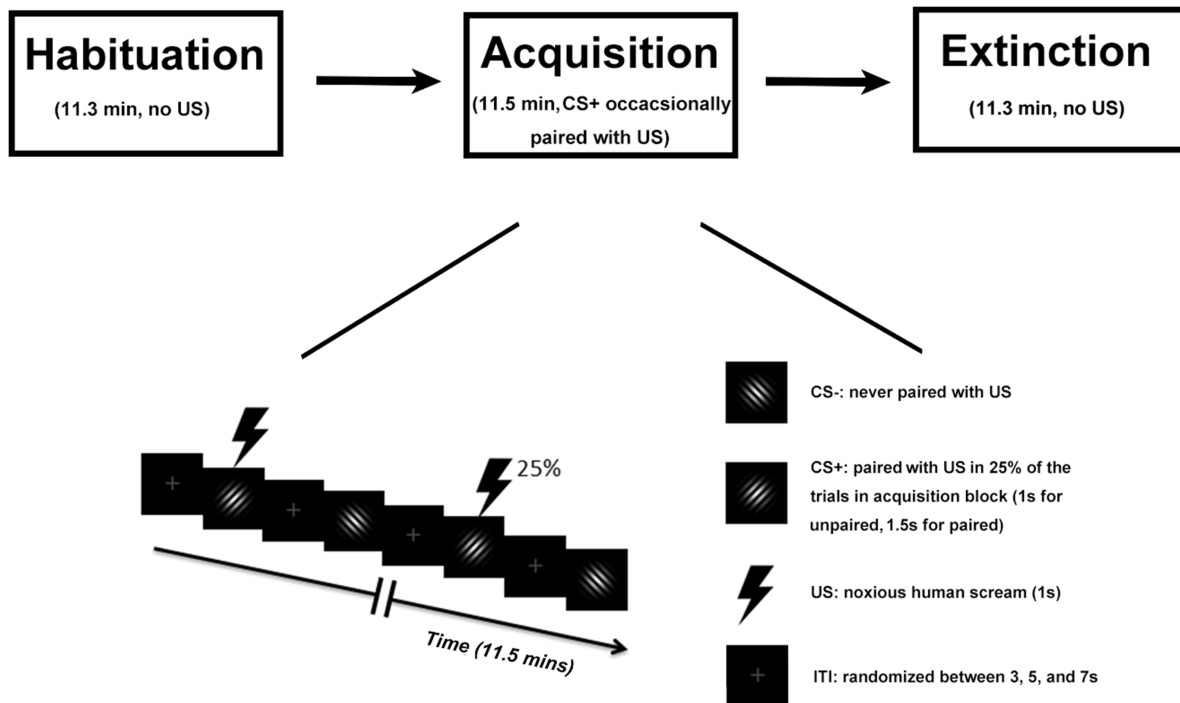 Habituation
(11.3 min, no US)
Acquisition
(11.5 min, CS+ occacsionally
paired with US)
Extinction
(11.3 min, no US)
25%
Time (11.5 mins)
CS-: never paired with US
CS+: paired with US in 25% of the
trials in acquisition block (1s for
unpaired, 1.5s for paired)
US: noxious human scream (1s)
ITI: randomized between 3, 5, and 7s